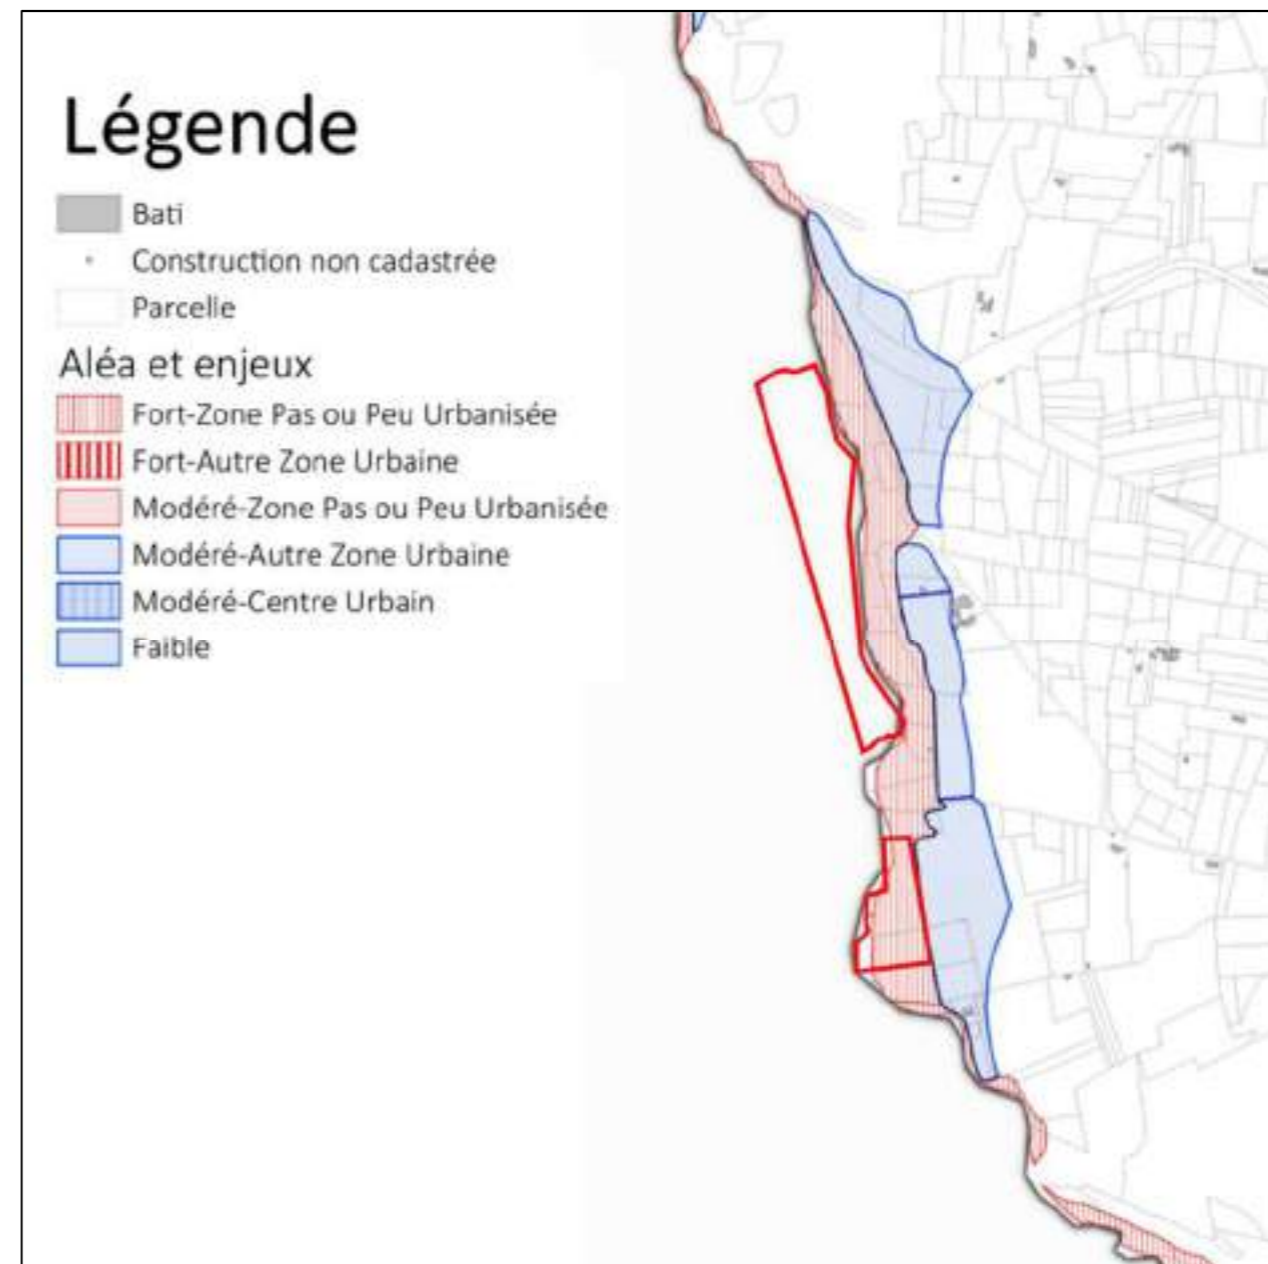 Légende
Bati
Construction non cadastrée
Parcelle
Aléa et enjeux
Fort-Zone Pas ou Peu Urbanisée
Fort-Autre Zone Urbaine
Modéré-Zone Pas ou Peu Urbanisée
Modéré-Autre Zone Urbaine
Modéré-Centre Urbain
Faible